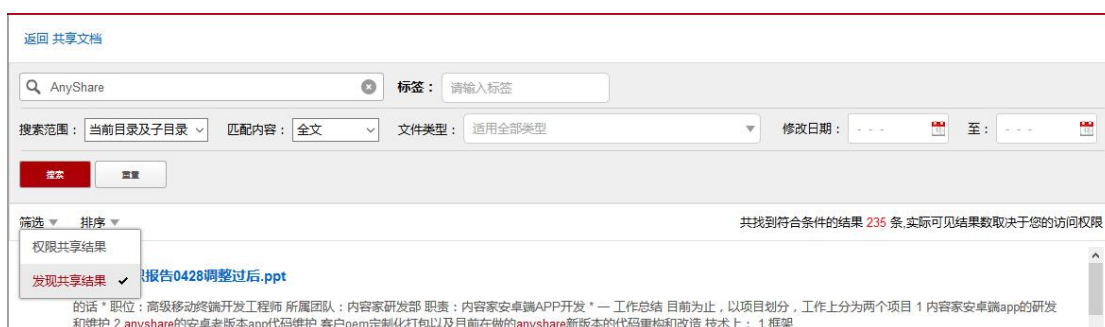 返回 共享文档
AnyShare 标签： 请输入标签
搜索范围： 当前目录及子目录 匹配内容： 全文 文件类型： 适用全部类型 修改日期： - - - 至： - - -
搜索 重置
筛选 排序 共找到符合条件的结果 235 条,实际可见结果数取决于您的访问权限
权限共享结果
发现共享结果 报告0428调整过后.ppt
的话 * 职位：高级移动终端开发工程师 所属团队：内容家研发部 职责：内容家安卓端APP开发 * 一 工作总结 目前为止，以项目划分，工作上分为两个项目 1 内容家安卓端app的研发
和维护 2 anyshare的安卓老版本app代码维护 客户oem定制化打包以及目前在做的anyshare新版本的代码重构和改造 技术上： 1 框架